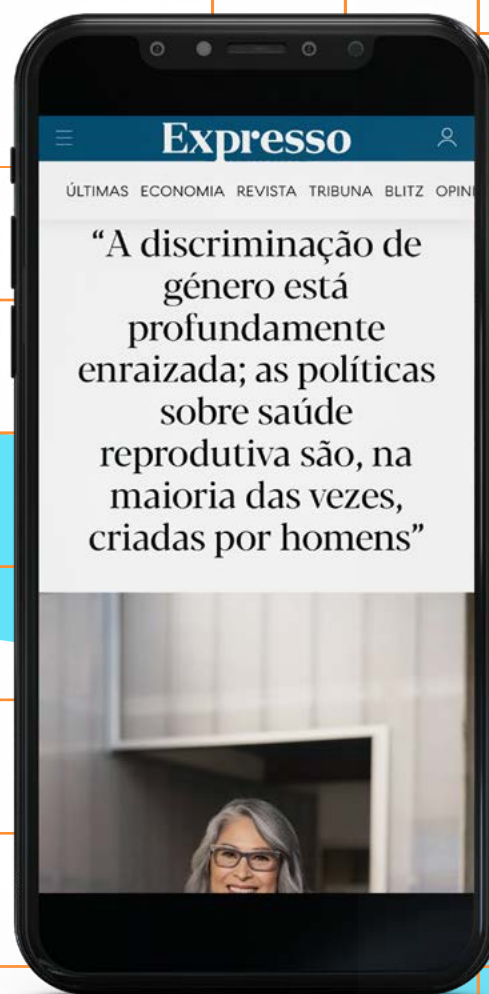 Expresso
ÚLTIMAS ECONOMIA REVISTA TRIBUNA BLITZ OPINI
“A discriminação de
género está
profundamente
enraizada; as políticas
sobre saúde
reprodutiva são, na
maioria das vezes,
criadas por homens”